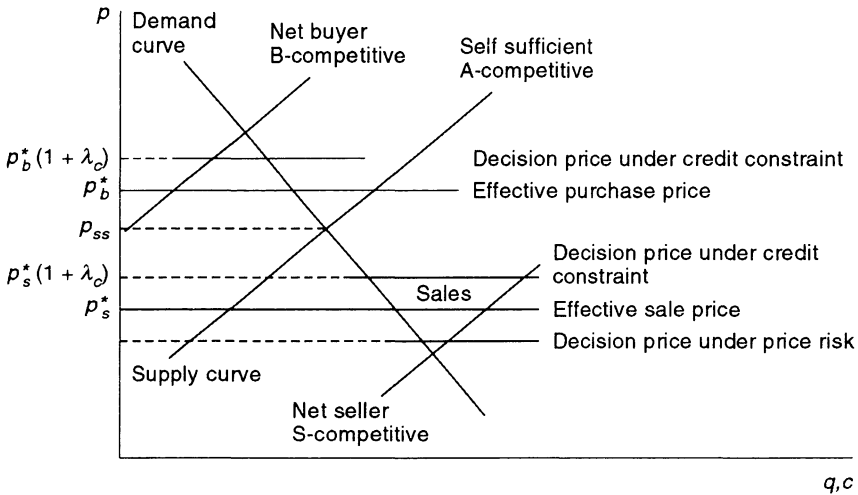 p
Demand
curve
Net buyer
B-competitive
Self sufficient
A-competitive
p*b (1 + λc)
Decision price under credit constraint
p*b
Effective purchase price
pss
Decision price under credit
constraint
p*s (1 + λc)
Sales
p*s
Effective sale price
Decision price under price risk
Supply curve
Net seller
S-competitive
q,c